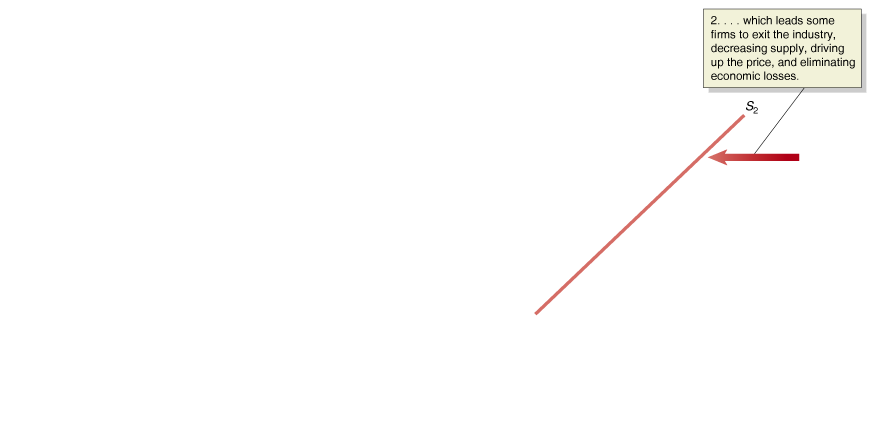 2. . . . which leads some
firms to exit the industry,
decreasing supply, driving
up the price, and eliminating
economic losses.
S2